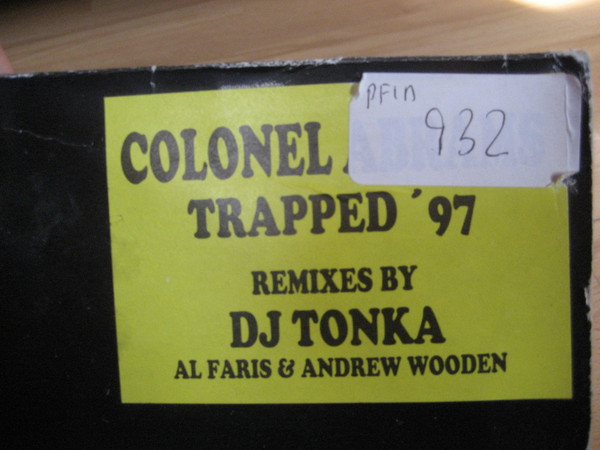 PFIN
932
COLONEL
TRAPPED '97
REMIXES BY
DJ TONKA
AL FARIS & ANDREW WOODEN